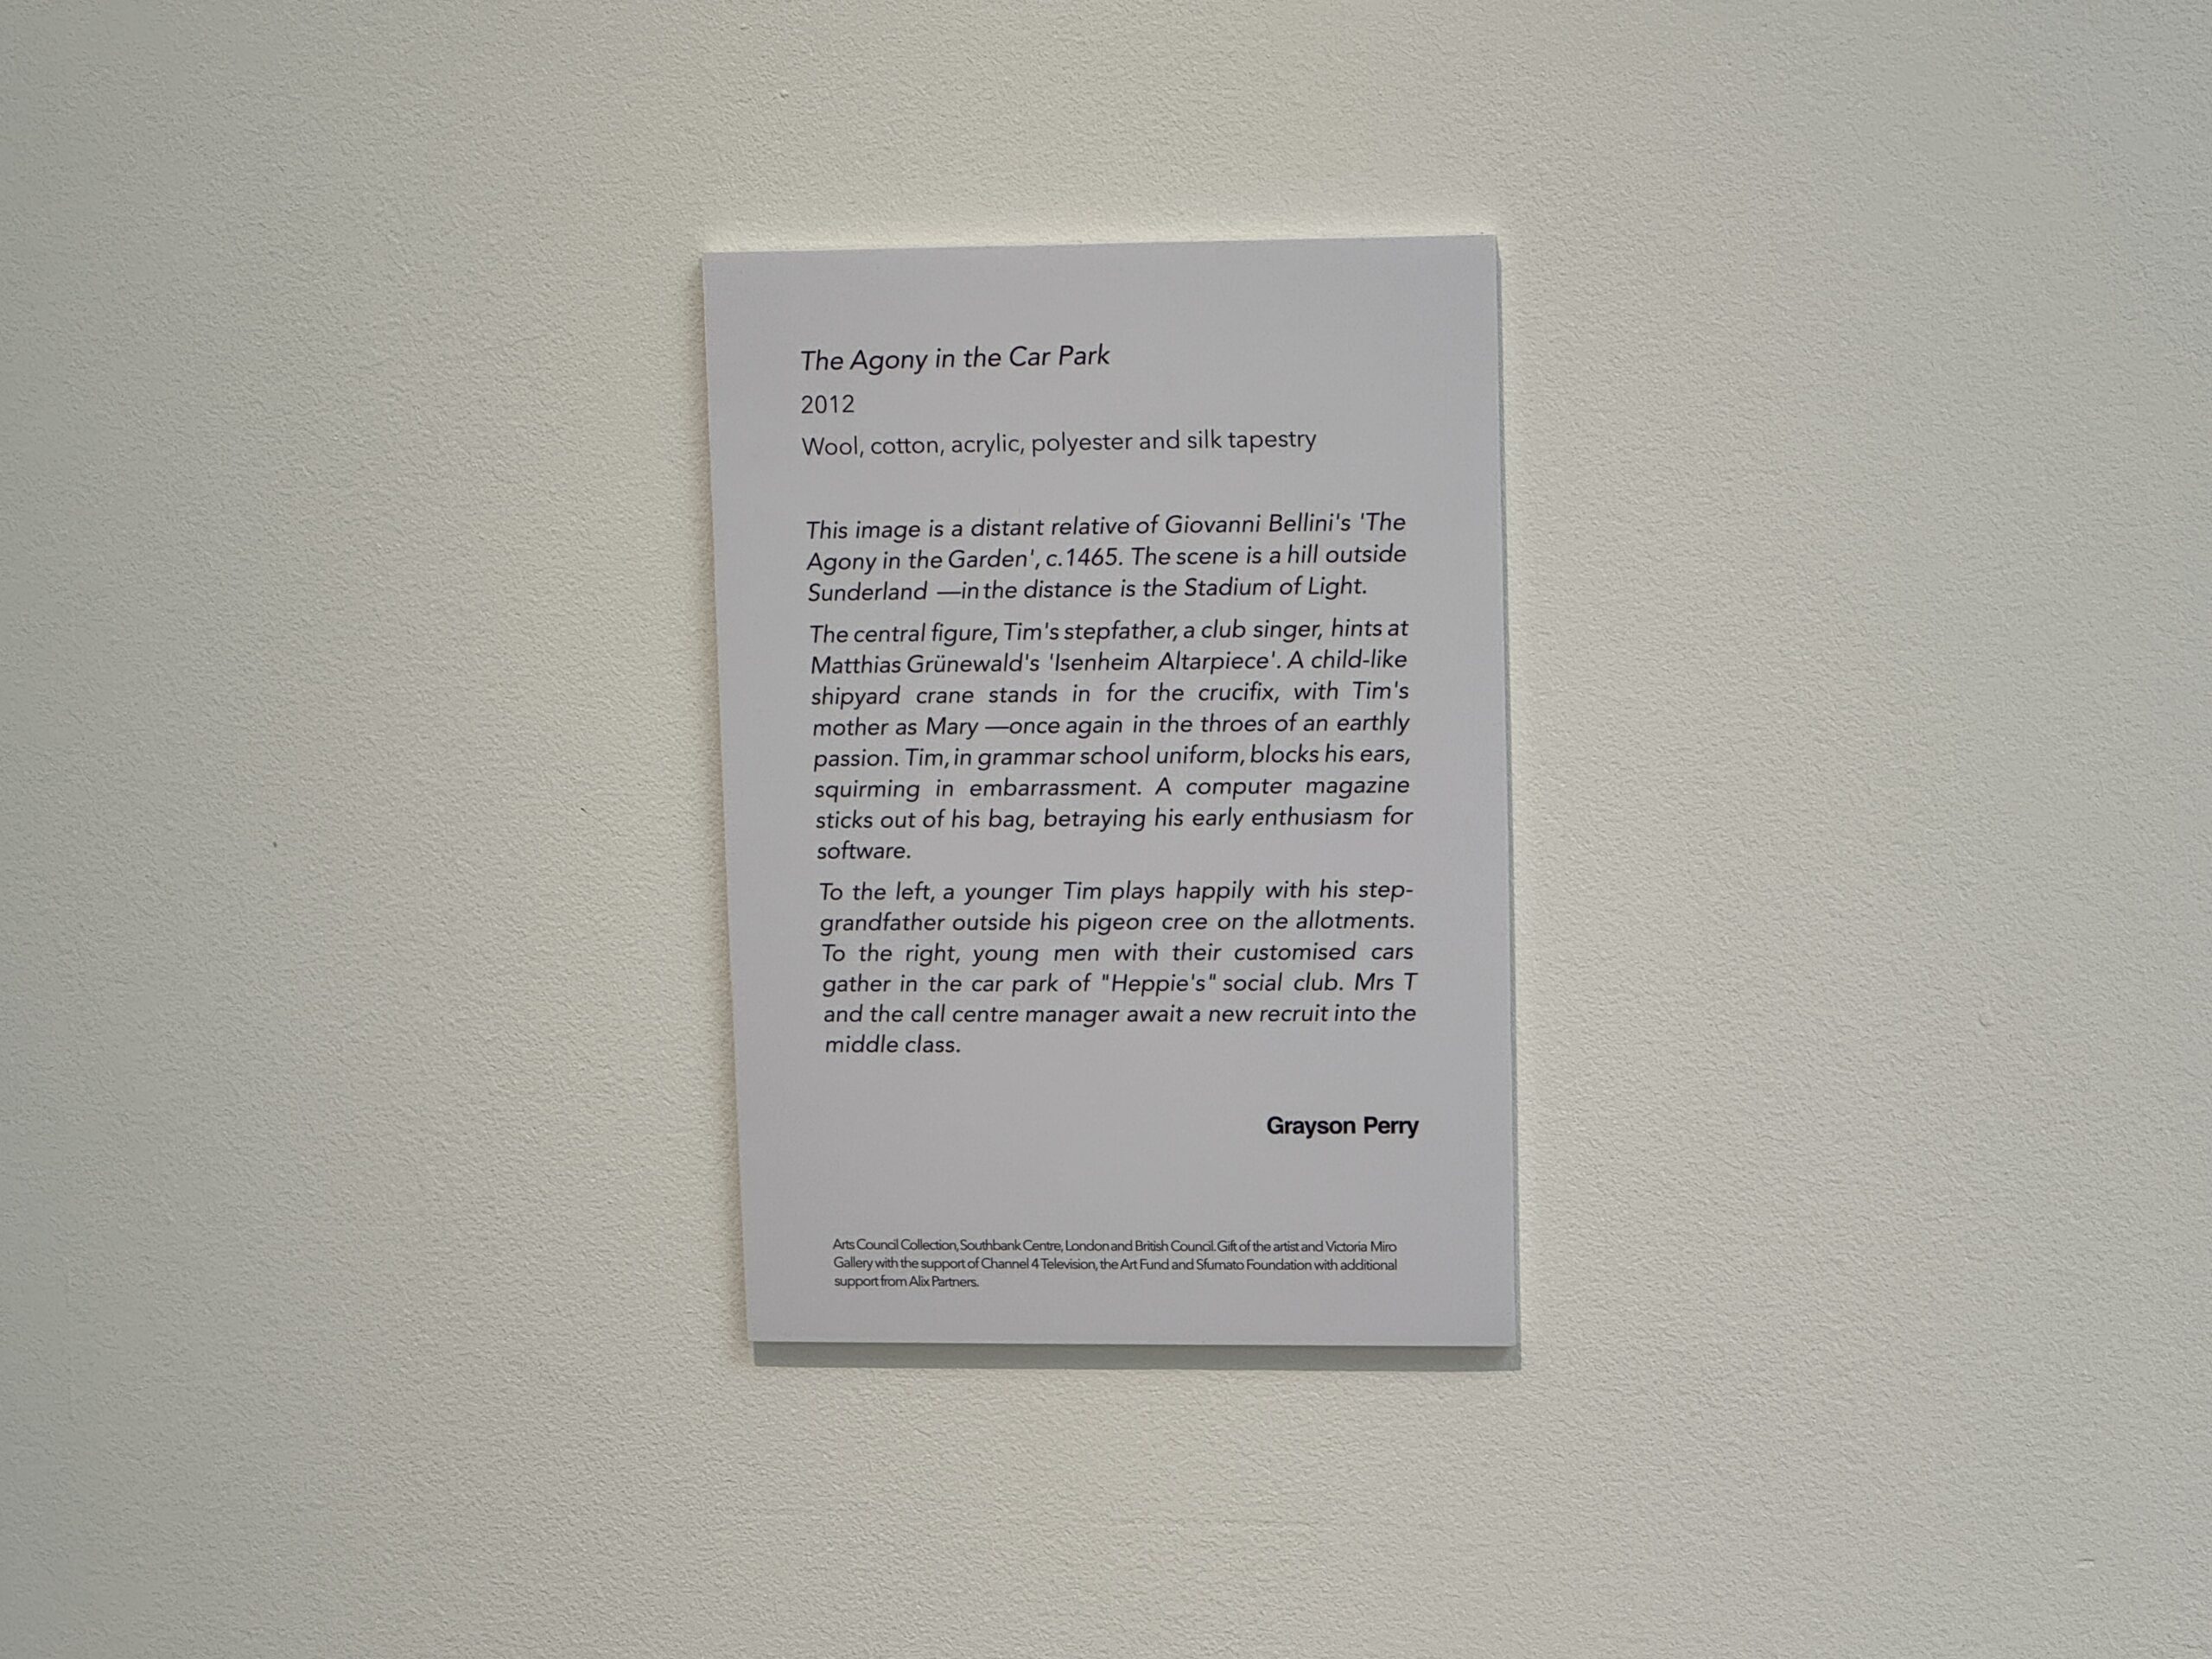 The Agony in the Car Park
2012
Wool, cotton, acrylic, polyester and silk tapestry
This image is a distant relative of Giovanni Bellini's 'The
Agony in the Garden', c.1465. The scene is a hill outside
Sunderland —in the distance is the Stadium of Light.
The central figure, Tim's stepfather, a club singer, hints at
Matthias Grünewald's 'Isenheim Altarpiece'. A child-like
shipyard crane stands in for the crucifix, with Tim's
mother as Mary —once again in the throes of an earthly
passion. Tim, in grammar school uniform, blocks his ears,
squirming in embarrassment. A computer magazine
sticks out of his bag, betraying his early enthusiasm for
software.
To the left, a younger Tim plays happily with his step-
grandfather outside his pigeon cree on the allotments.
To the right, young men with their customised cars
gather in the car park of "Heppie's" social club. Mrs T
and the call centre manager await a new recruit into the
middle class.
Grayson Perry
Arts Council Collection, Southbank Centre, London and British Council. Gift of the artist and Victoria Miro
Gallery with the support of Channel 4 Television, the Art Fund and Sfumato Foundation with additional
support from Alix Partners.